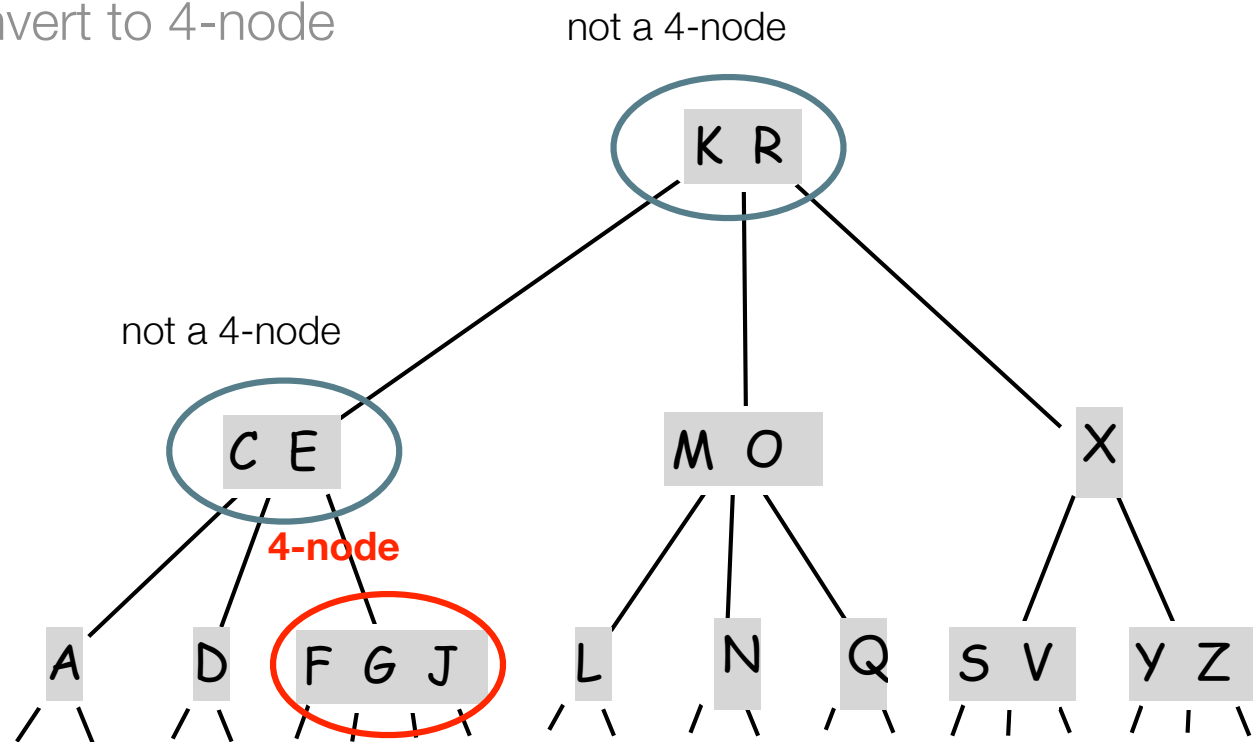 nvert to 4-node
not a 4-node
K R
not a 4-node
C E
M O
X
4-node
A
D
F G J
L
N
Q
S V
Y Z